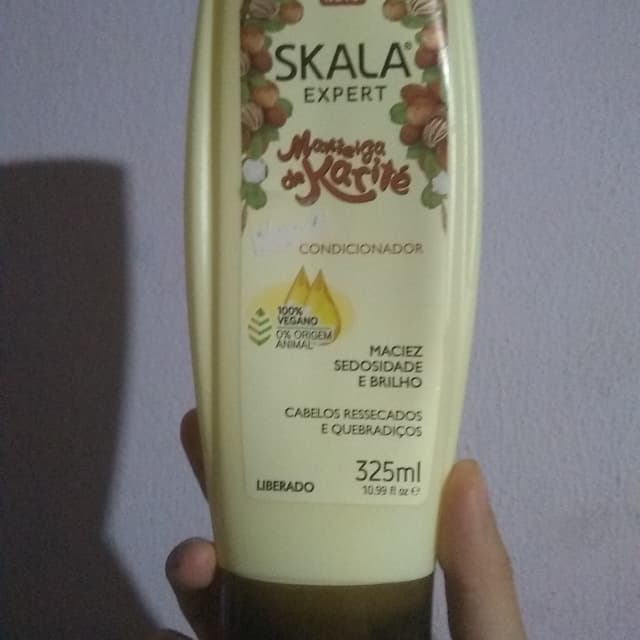 SKALA®
EXPERT
Manteiga
de Karité
CONDICIONADOR
100%
VEGANO
0% ORIGEM
ANIMAL
MACIEZ
SEDOSIDADE
E BRILHO
CABELOS RESSECADOS
E QUEBRADIÇOS
LIBERADO
325ml
10.99 fl oz ℮